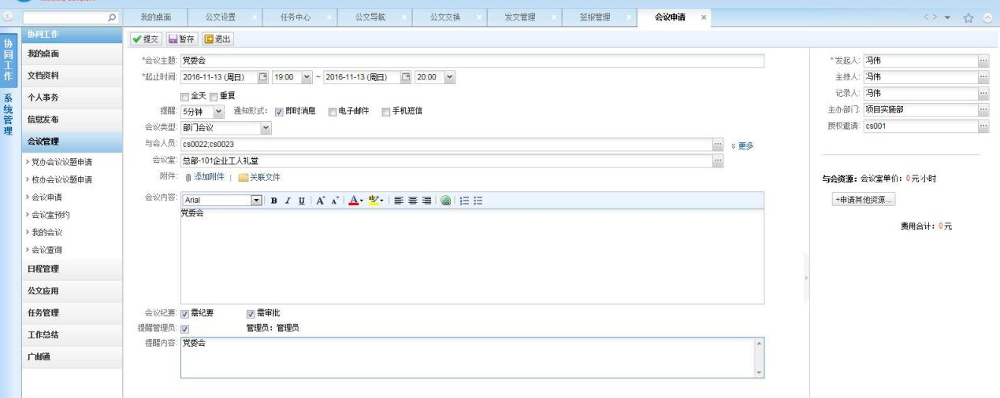 我的桌面 公文设置 任务中心 公文导航 公文交换 发文管理 签报管理 会议申请
协同工作
系统管理
协同工作
我的桌面
文档资料
个人事务
信息发布
会议管理
党办会议议题申请
校办会议议题申请
会议申请
会议室预约
我的会议
会议查询
日程管理
公文应用
任务管理
工作总结
广邮通
提交 暂存 退出
*会议主题: 党委会
*起止时间: 2016-11-13 (周日) 19:00 ~ 2016-11-13 (周日) 20:00
全天 重复
提醒: 5分钟 通知形式: 即时消息 电子邮件 手机短信
会议类型: 部门会议
与会人员: cs0022;cs0023 更多
会议室: 总部-101企业工人礼堂
附件: 添加附件 | 关联文件
会议内容: Arial B I U A A A ab
党委会
会议纪要: 需纪要 需审批
提醒管理员: 管理员: 管理员
提醒内容: 党委会
*发起人: 冯伟
主持人: 冯伟
记录人: 冯伟
主办部门: 项目实施部
授权邀请: cs001
与会资源: 会议室单价: 0元/小时
+申请其他资源...
费用合计: 0元